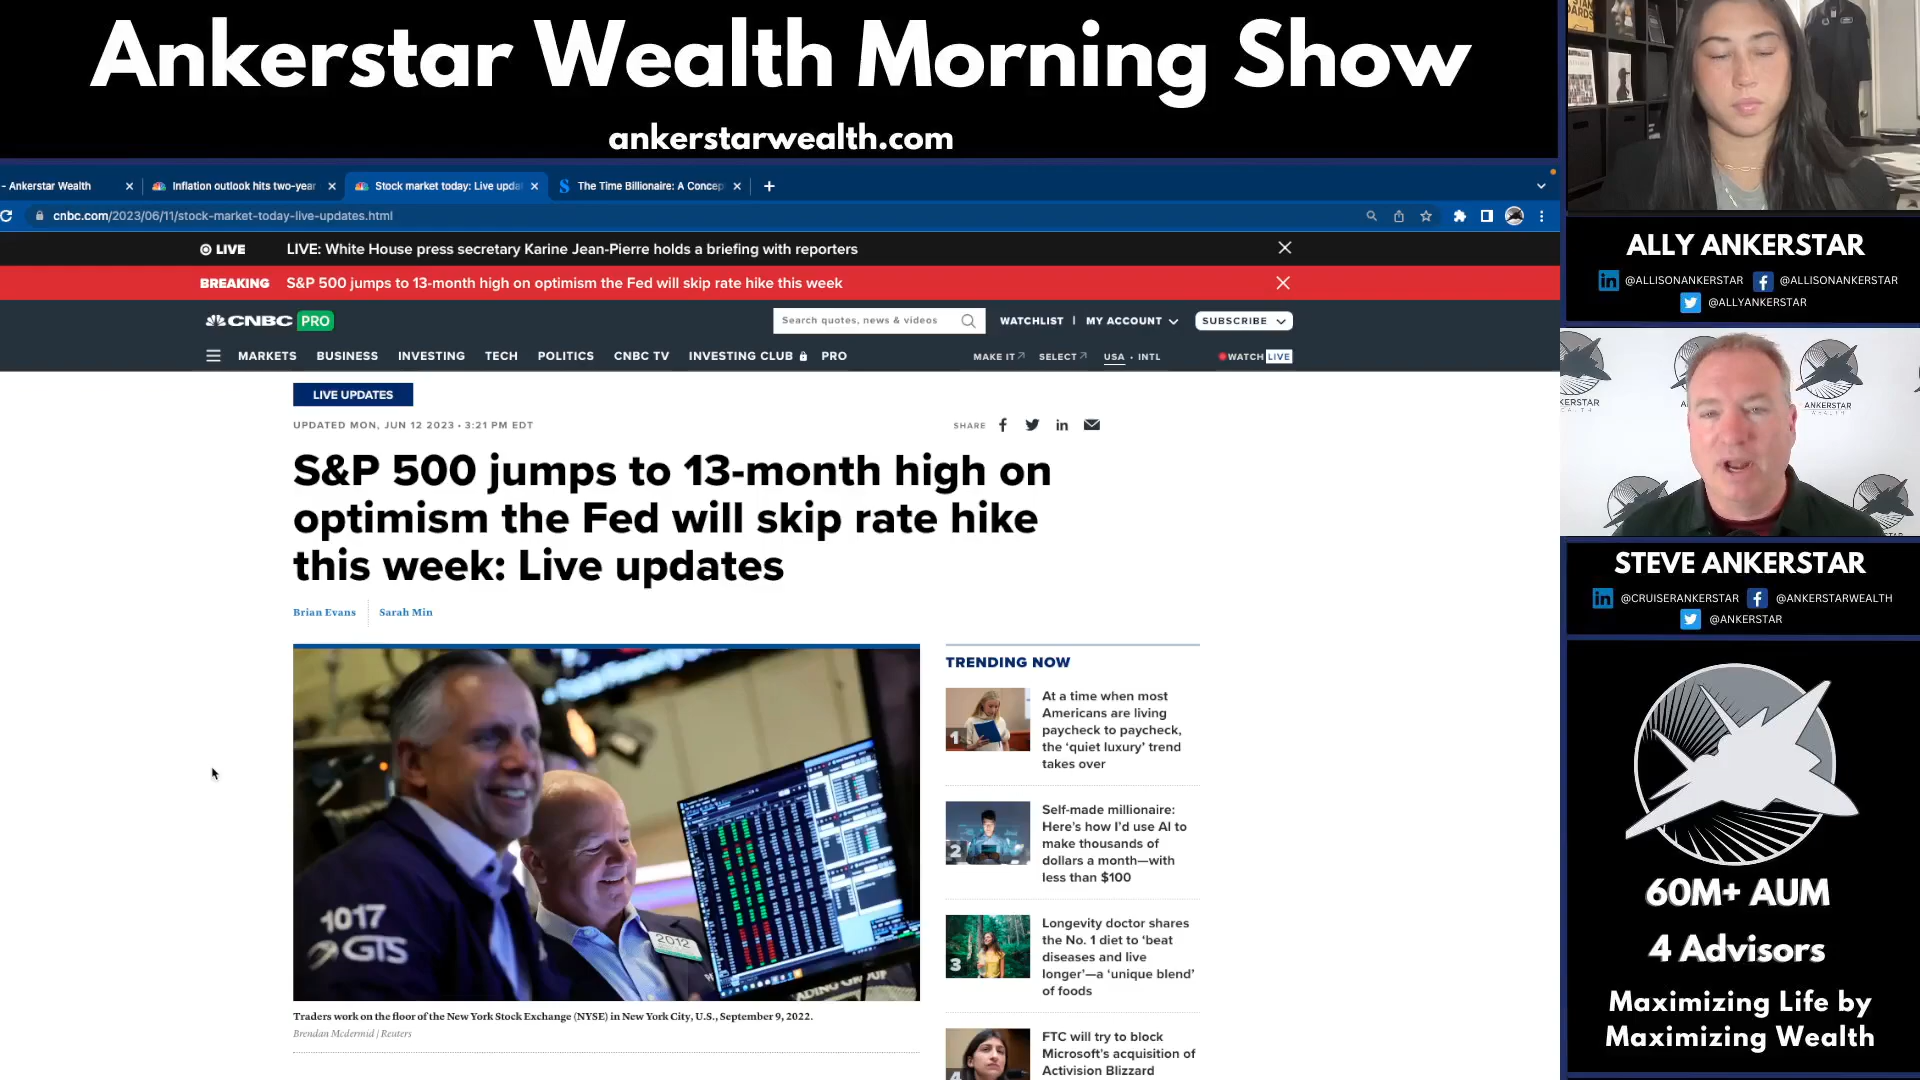 Ankerstar Wealth Morning Show
ankerstarwealth.com
- Ankerstar Wealth
Inflation outlook hits two-year
Stock market today: Live upda
The Time Billionaire: A Concep
cnbc.com/2023/06/11/stock-market-today-live-updates.html
LIVE
LIVE: White House press secretary Karine Jean-Pierre holds a briefing with reporters
BREAKING
S&P 500 jumps to 13-month high on optimism the Fed will skip rate hike this week
CNBC PRO
Search quotes, news & videos
WATCHLIST | MY ACCOUNT
SUBSCRIBE
MARKETS BUSINESS INVESTING TECH POLITICS CNBC TV INVESTING CLUB PRO
MAKE IT SELECT USA • INTL
WATCH LIVE
LIVE UPDATES
UPDATED MON, JUN 12 2023 • 3:21 PM EDT
SHARE
S&P 500 jumps to 13-month high on
optimism the Fed will skip rate hike
this week: Live updates
Brian Evans
Sarah Min
1017
GTS
2012
Traders work on the floor of the New York Stock Exchange (NYSE) in New York City, U.S., September 9, 2022.
Brendan Mcdermid | Reuters
TRENDING NOW
1
At a time when most
Americans are living
paycheck to paycheck,
the ‘quiet luxury’ trend
takes over
2
Self-made millionaire:
Here’s how I’d use AI to
make thousands of
dollars a month—with
less than $100
3
Longevity doctor shares
the No. 1 diet to ‘beat
diseases and live
longer’—a ‘unique blend’
of foods
4
FTC will try to block
Microsoft’s acquisition of
Activision Blizzard
ALLY ANKERSTAR
@ALLISONANKERSTAR
@ALLISONANKERSTAR
@ALLYANKERSTAR
ANKERSTAR
WEALTH
STEVE ANKERSTAR
@CRUISERANKERSTAR
@ANKERSTARWEALTH
@ANKERSTAR
60M+ AUM
4 Advisors
Maximizing Life by
Maximizing Wealth